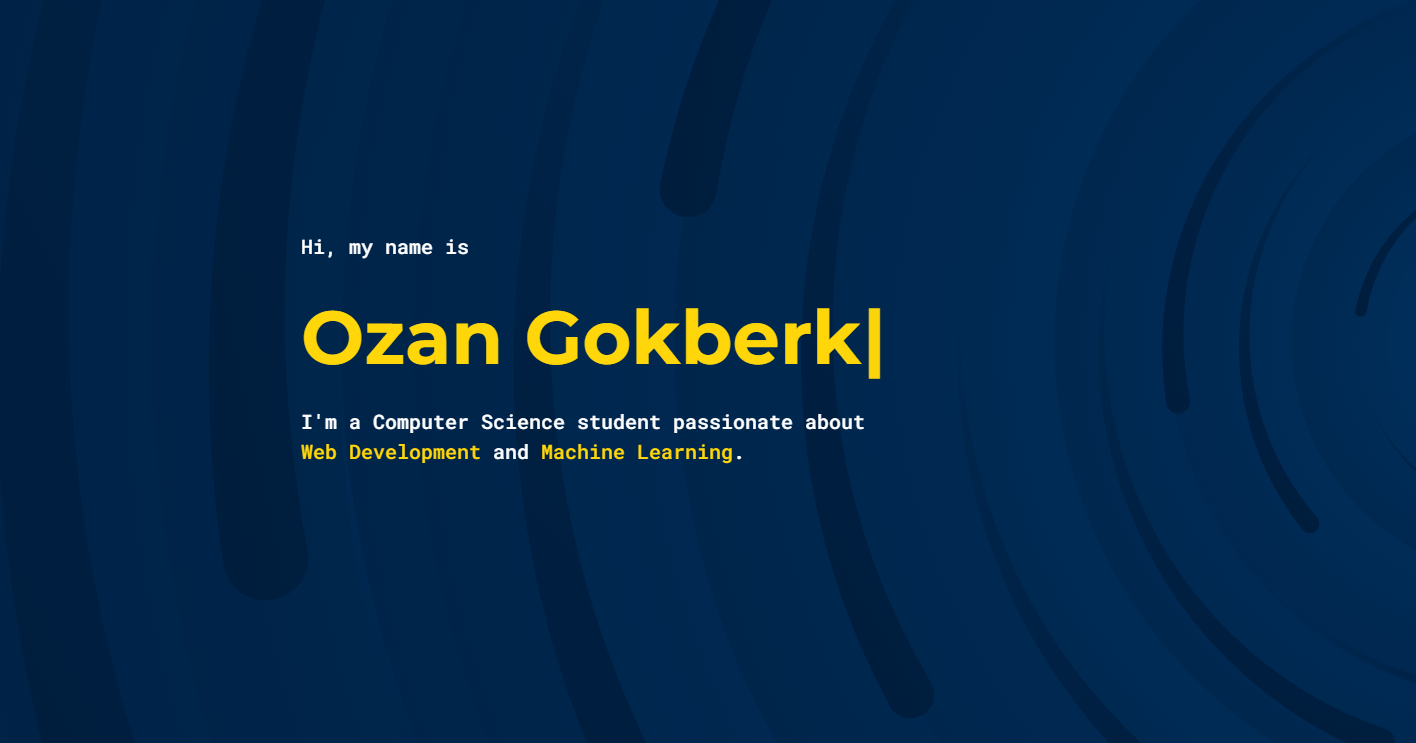 Hi, my name is
Ozan Gokberk|
I'm a Computer Science student passionate about
Web Development and Machine Learning.